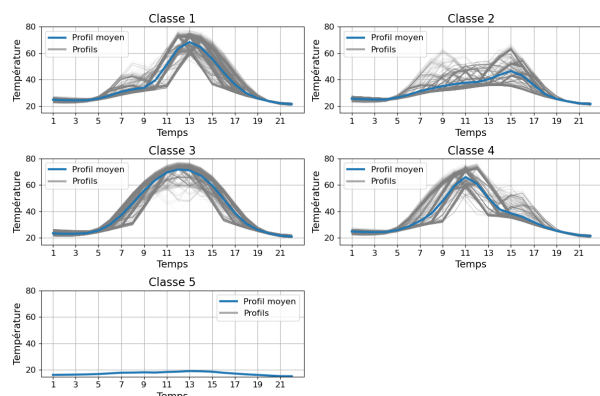 Classe 1
Température
80
60
40
20
Profil moyen
Profils
1 3 5 7 9 11 13 15 17 19 21
Temps
Classe 2
Température
80
60
40
20
Profil moyen
Profils
1 3 5 7 9 11 13 15 17 19 21
Temps
Classe 3
Température
80
60
40
20
Profil moyen
Profils
1 3 5 7 9 11 13 15 17 19 21
Temps
Classe 4
Température
80
60
40
20
Profil moyen
Profils
1 3 5 7 9 11 13 15 17 19 21
Temps
Classe 5
Température
80
60
40
20
Profil moyen
Profils
1 3 5 7 9 11 13 15 17 19 21
Temps